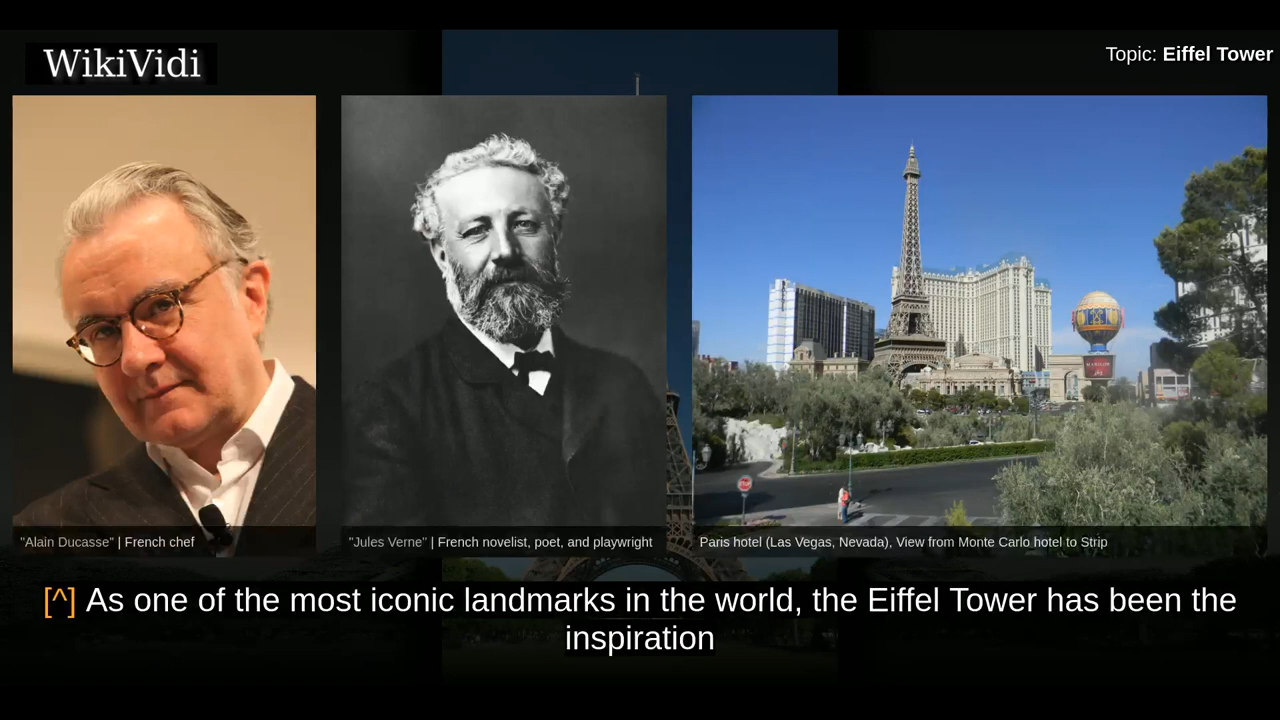 WikiVidi
Topic: Eiffel Tower
"Alain Ducasse" | French chef
"Jules Verne" | French novelist, poet, and playwright
Paris hotel (Las Vegas, Nevada), View from Monte Carlo hotel to Strip
[^] As one of the most iconic landmarks in the world, the Eiffel Tower has been the
inspiration